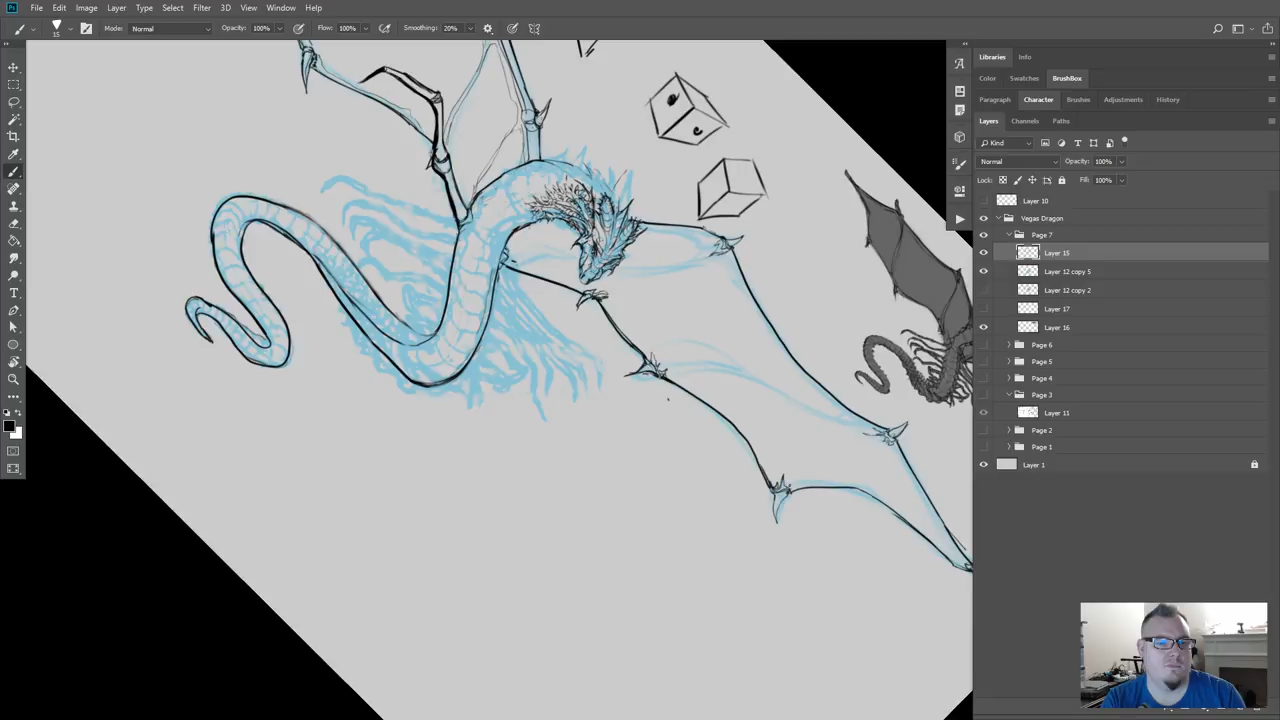 Ps File Edit Image Layer Type Select Filter 3D View Window Help
15 Mode: Normal Opacity: 100% Flow: 100% Smoothing: 20%
Libraries Info
Color Swatches BrushBox
Paragraph Character Brushes Adjustments History
Layers Channels Paths
Kind
Normal Opacity: 100%
Lock: Fill: 100%
Layer 10
Vegas Dragon
Page 7
Layer 15
Layer 12 copy 5
Layer 12 copy 2
Layer 17
Layer 16
Page 6
Page 5
Page 4
Page 3
Layer 11
Page 2
Page 1
Layer 1